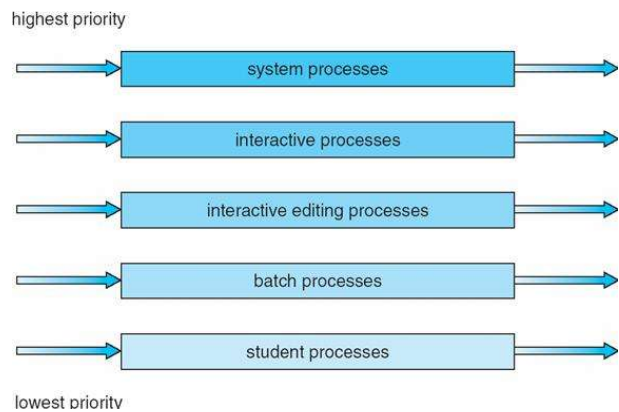 highest priority
system processes
interactive processes
interactive editing processes
batch processes
student processes
lowest priority